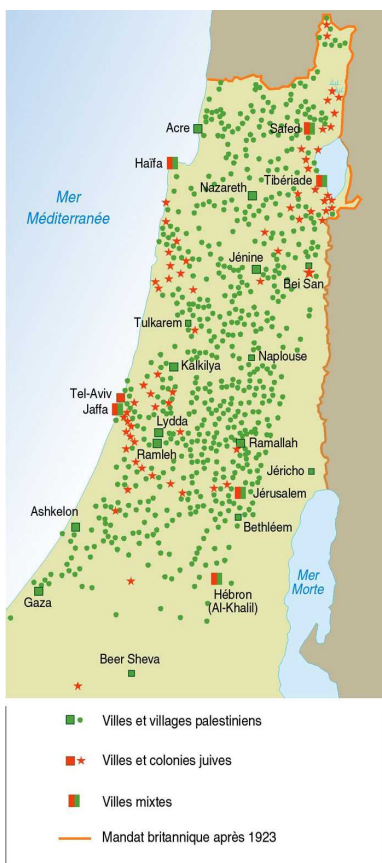 Acre
Safed
Haïfa
Tibériade
Nazareth
Mer
Méditerranée
Jénine
Bei San
Tulkarem
Naplouse
Kalkilya
Tel-Aviv
Jaffa
Lydda
Ramallah
Ramleh
Jéricho
Jérusalem
Ashkelon
Bethléem
Mer
Morte
Hébron
(Al-Khalil)
Gaza
Beer Sheva
Villes et villages palestiniens
Villes et colonies juives
Villes mixtes
Mandat britannique après 1923